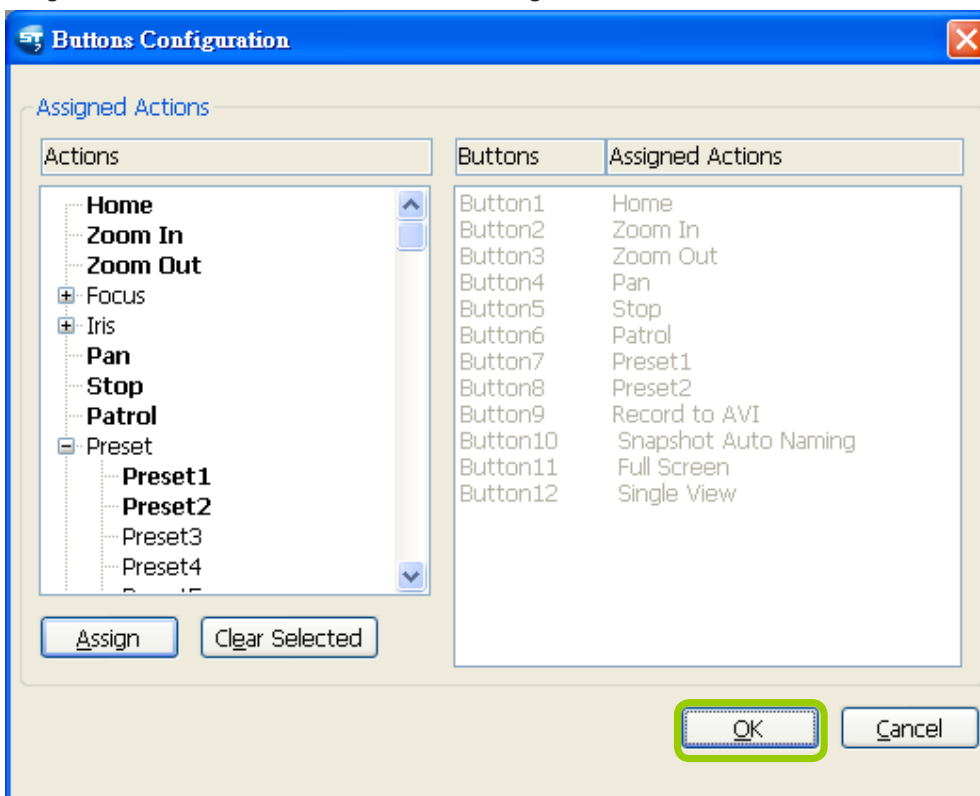 Buttons Configuration
Assigned Actions
Actions
Buttons Assigned Actions
Home
Zoom In
Zoom Out
Focus
Iris
Pan
Stop
Patrol
Preset
Preset1
Preset2
Preset3
Preset4
Button1 Home
Button2 Zoom In
Button3 Zoom Out
Button4 Pan
Button5 Stop
Button6 Patrol
Button7 Preset1
Button8 Preset2
Button9 Record to AVI
Button10 Snapshot Auto Naming
Button11 Full Screen
Button12 Single View
Assign Clear Selected
OK Cancel